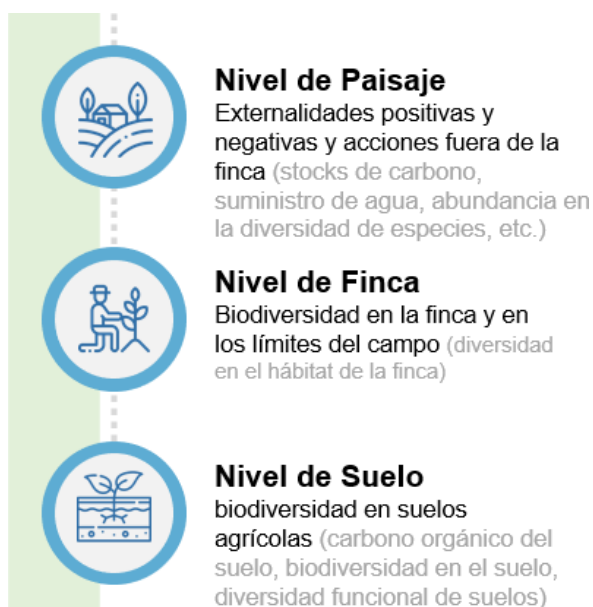 Nivel de Paisaje
Externalidades positivas y
negativas y acciones fuera de la
finca (stocks de carbono,
suministro de agua, abundancia en
la diversidad de especies, etc.)
Nivel de Finca
Biodiversidad en la finca y en
los límites del campo (diversidad
en el hábitat de la finca)
Nivel de Suelo
biodiversidad en suelos
agrícolas (carbono orgánico del
suelo, biodiversidad en el suelo,
diversidad funcional de suelos)